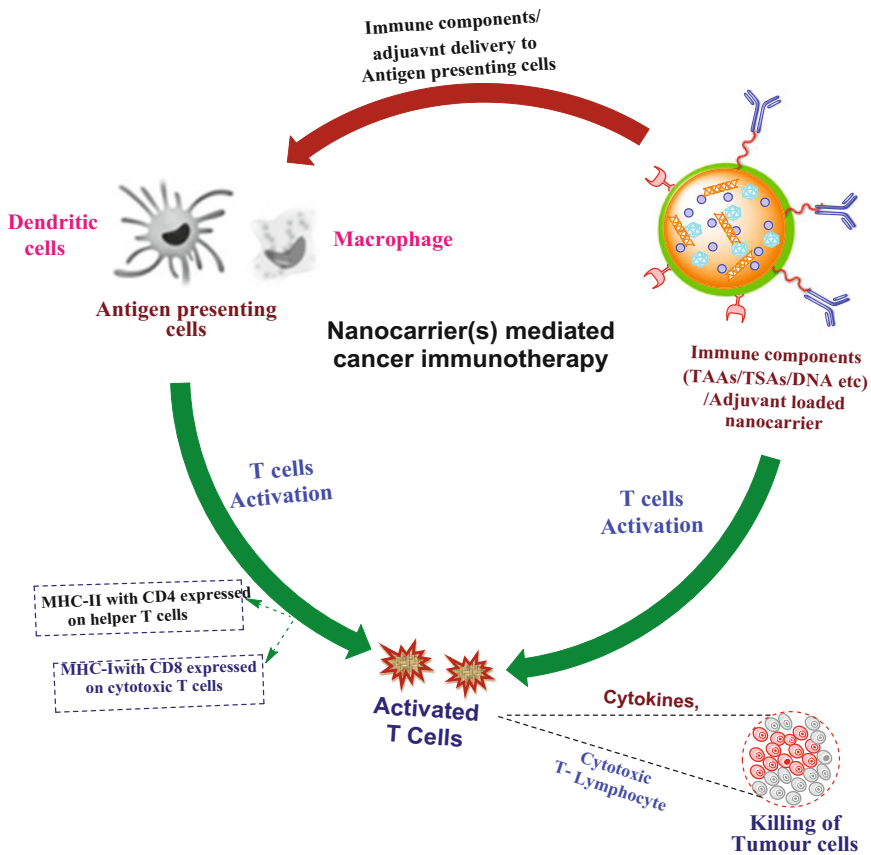 Immune components/
adjuavnt delivery to
Antigen presenting cells
Dendritic
cells
Macrophage
Antigen presenting
cells
Nanocarrier(s) mediated
cancer immunotherapy
Immune components
(TAAs/TSAs/DNA etc)
/Adjuvant loaded
nanocarrier
T cells
Activation
T cells
Activation
MHC-II with CD4 expressed
on helper T cells
MHC-Iwith CD8 expressed
on cytotoxic T cells
Activated
T Cells
Cytokines,
Cytotoxic
T- Lymphocyte
Killing of
Tumour cells